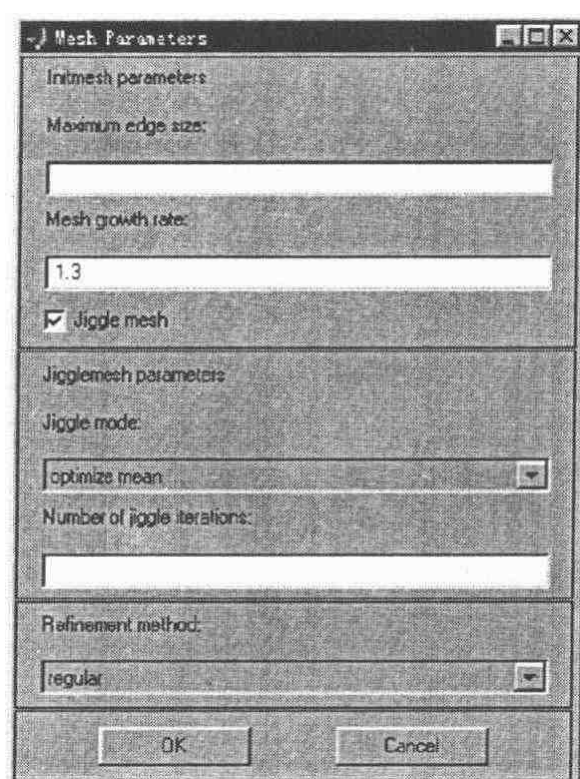 Mesh Parameters
Initmesh parameters
Maximum edge size:
Mesh growth rate:
1.3
Jiggle mesh
Jigglemesh parameters
Jiggle mode:
optimize mean
Number of jiggle iterations:
Refinement method:
regular
OK
Cancel